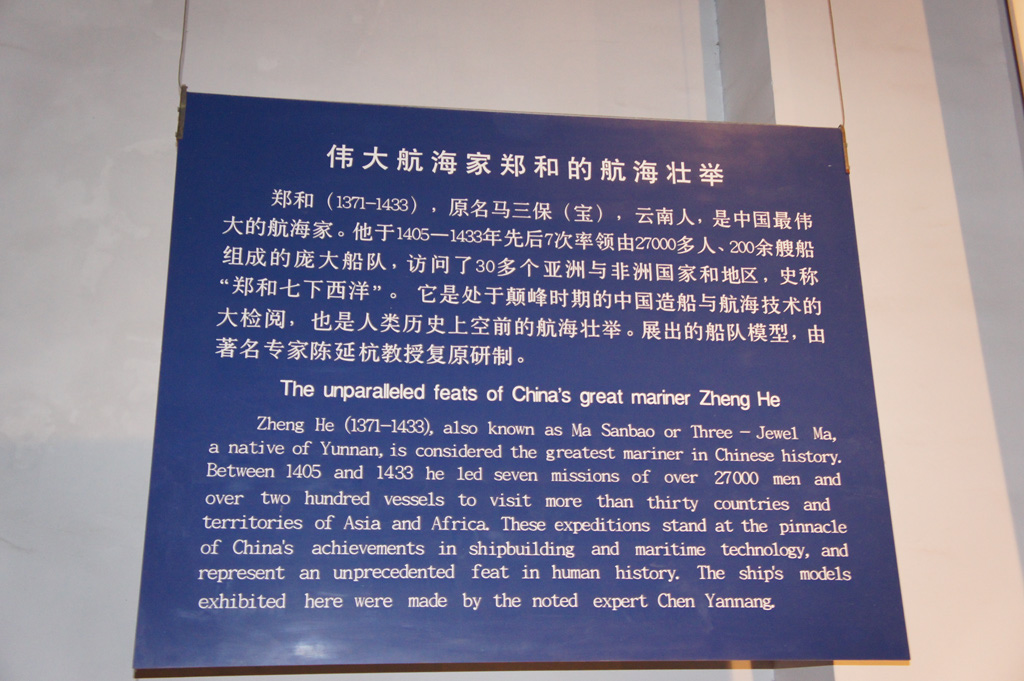 伟大航海家郑和的航海壮举
郑和（1371-1433），原名马三保（宝），云南人，是中国最伟
大的航海家。他于1405—1433年先后7次率领由27000多人、200余艘船
组成的庞大船队，访问了30多个亚洲与非洲国家和地区，史称
“郑和七下西洋”。它是处于颠峰时期的中国造船与航海技术的
大检阅，也是人类历史上空前的航海壮举。展出的船队模型，由
著名专家陈延杭教授复原研制。
The unparalleled feats of China's great mariner Zheng He
Zheng He (1371-1433), also known as Ma Sanbao or Three - Jewel Ma,
a native of Yunnan, is considered the greatest mariner in Chinese history.
Between 1405 and 1433 he led seven missions of over 27000 men and
over two hundred vessels to visit more than thirty countries and
territories of Asia and Africa. These expeditions stand at the pinnacle
of China's achievements in shipbuilding and maritime technology, and
represent an unprecedented feat in human history. The ship's models
exhibited here were made by the noted expert Chen Yannang.